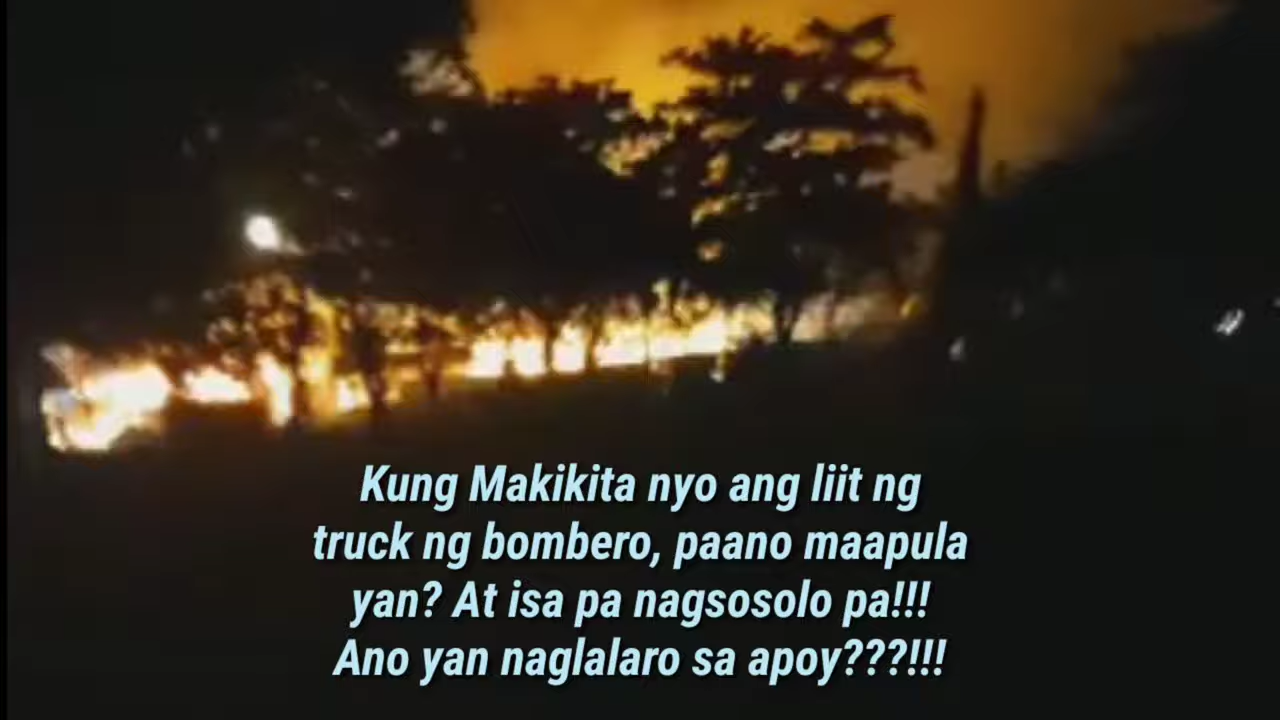 Kung Makikita nyo ang liit ng
truck ng bombero, paano maapula
yan? At isa pa nagsosolo pa!!!
Ano yan naglalaro sa apoy???!!!